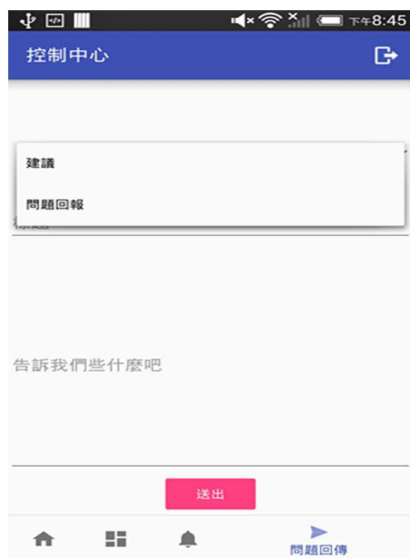 下午8:45
控制中心
建議
問題回報
告訴我們些什麼吧
送出
問題回傳